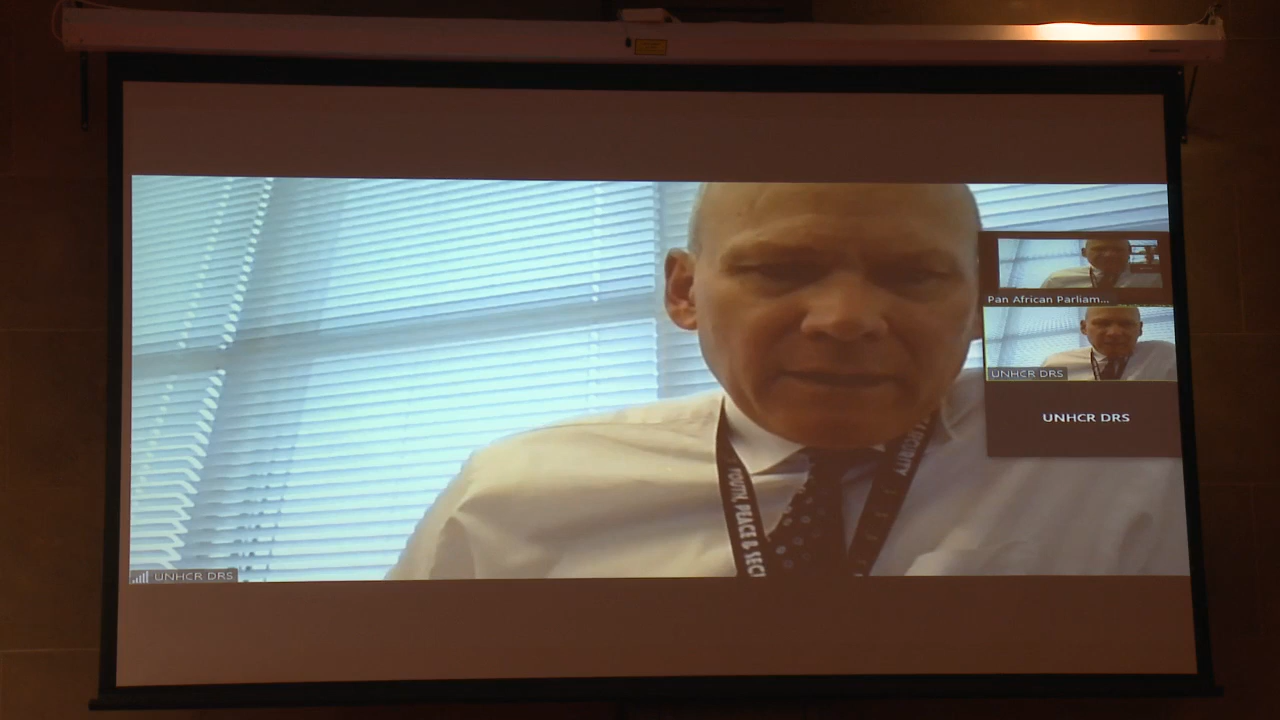 Pan African Parliam...
UNHCR DRS
UNHCR DRS
YOUTH, PEACE & SEC
UNHCR DRS